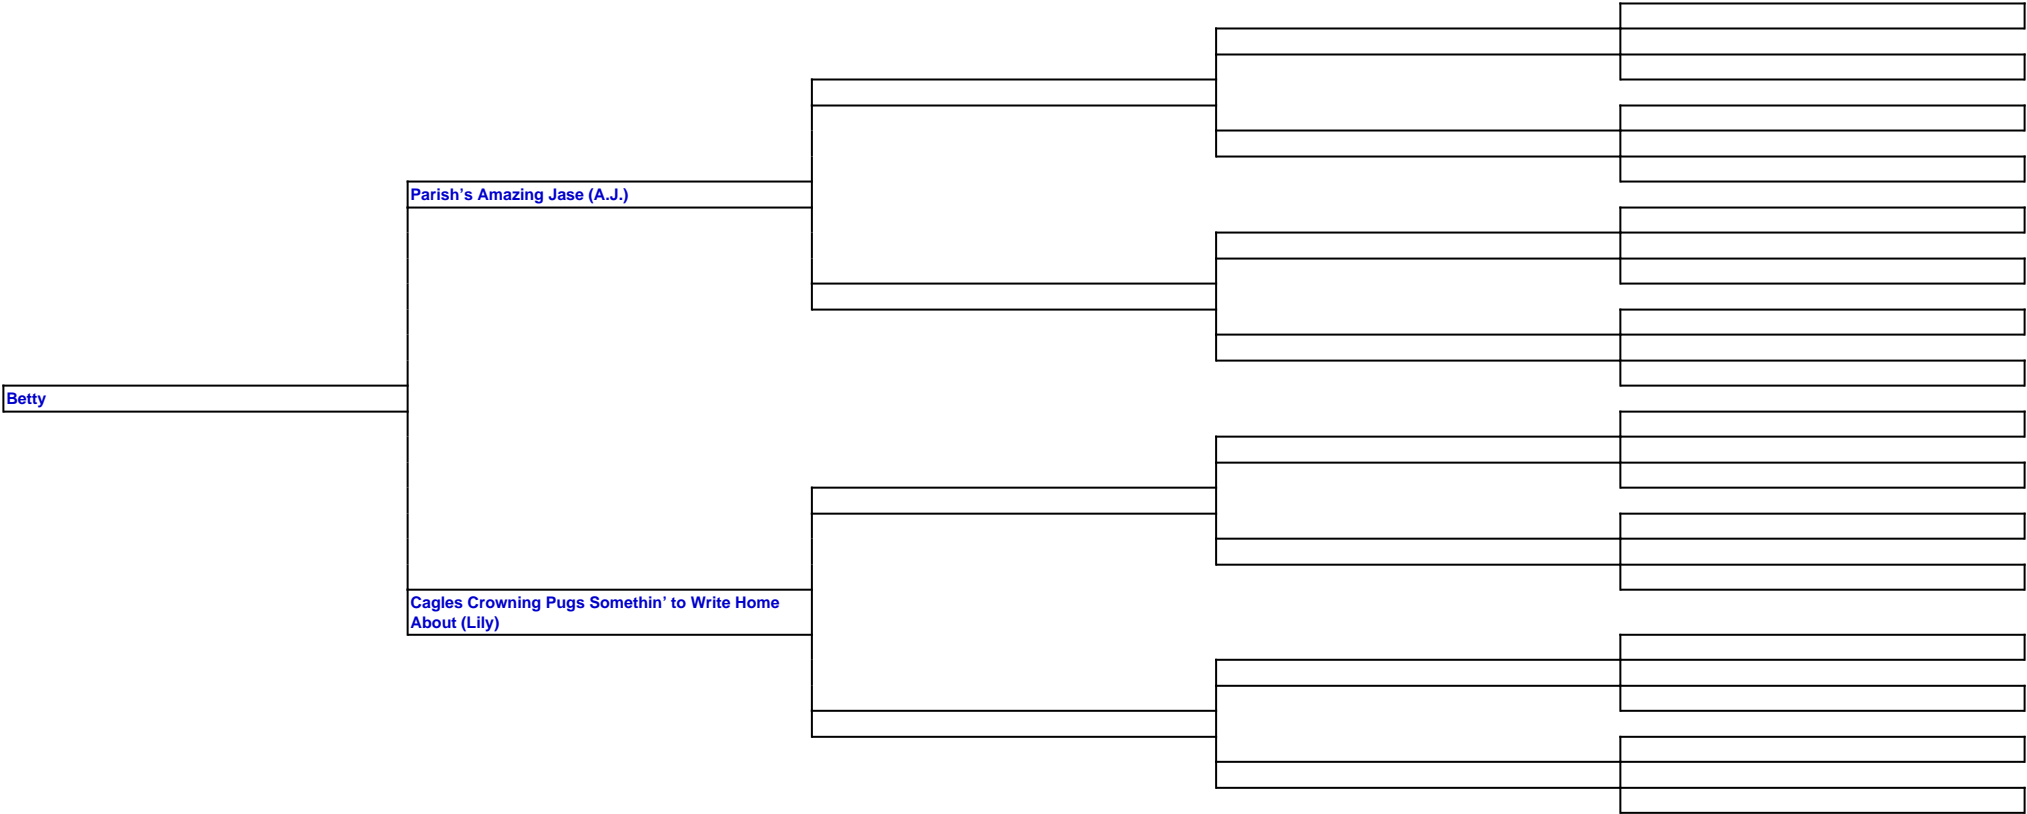 Parish’s Amazing Jase (A.J.)
Betty
Cagles Crowning Pugs Somethin’ to Write Home
About (Lily)